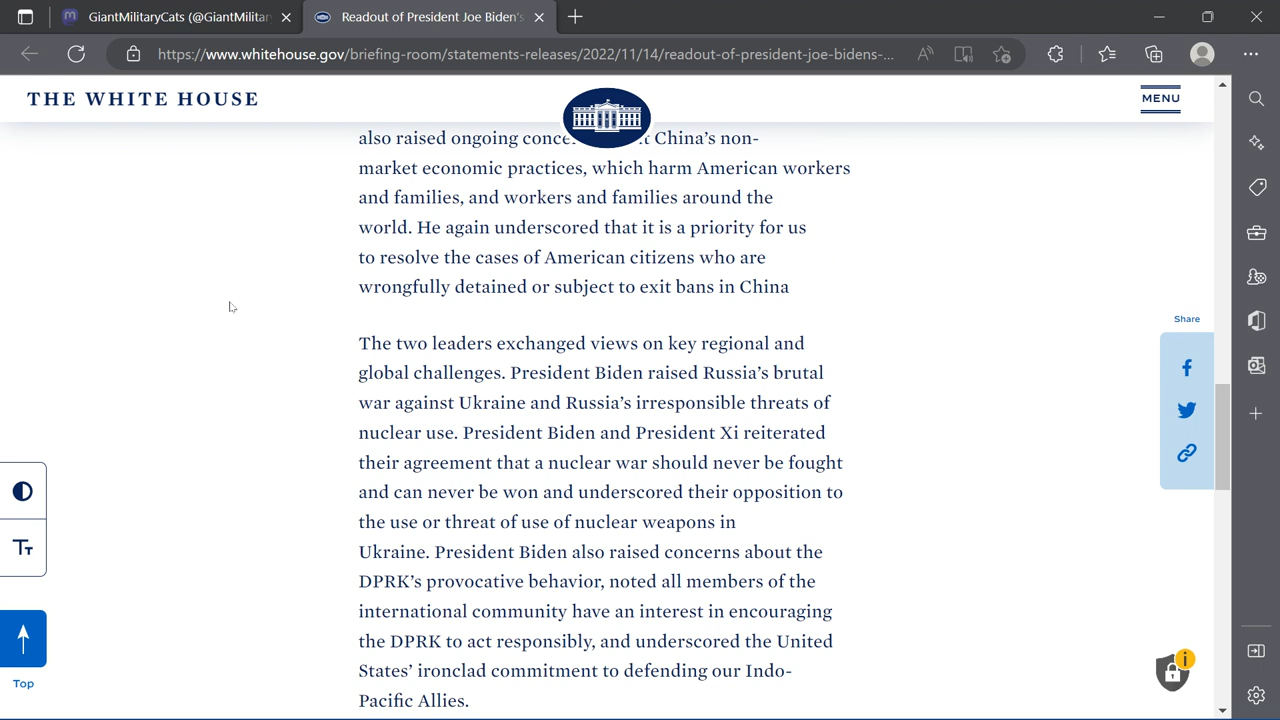 GiantMilitaryCats (@GiantMilitar
Readout of President Joe Biden's
https://www.whitehouse.gov/briefing-room/statements-releases/2022/11/14/readout-of-president-joe-bidens-...
THE WHITE HOUSE
MENU
also raised ongoing China's non-
market economic practices, which harm American workers
and families, and workers and families around the
world. He again underscored that it is a priority for us
to resolve the cases of American citizens who are
wrongfully detained or subject to exit bans in China
The two leaders exchanged views on key regional and
global challenges. President Biden raised Russia's brutal
war against Ukraine and Russia's irresponsible threats of
nuclear use. President Biden and President Xi reiterated
their agreement that a nuclear war should never be fought
and can never be won and underscored their opposition to
the use or threat of use of nuclear weapons in
Ukraine. President Biden also raised concerns about the
DPRK's provocative behavior, noted all members of the
international community have an interest in encouraging
the DPRK to act responsibly, and underscored the United
States' ironclad commitment to defending our Indo-
Pacific Allies.
Share
Top